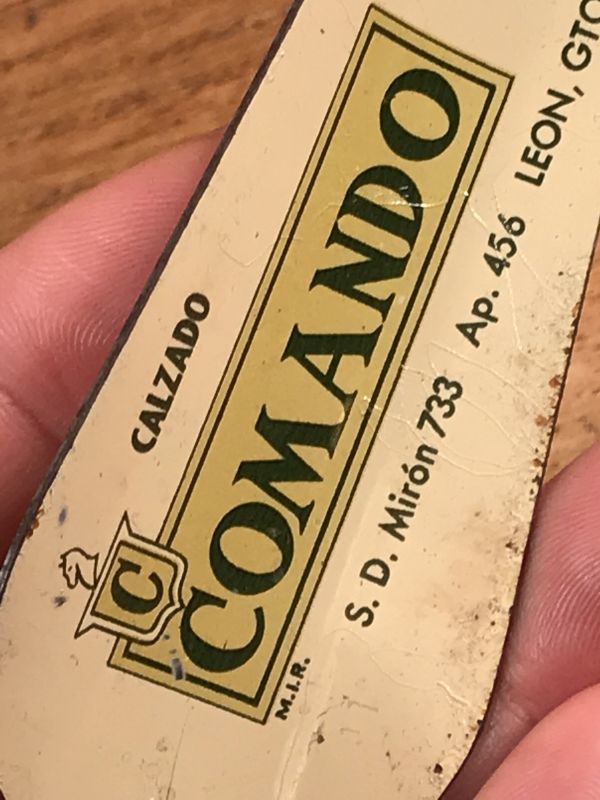 CALZADO
C
COMANDO
M.I.R.
S. D. Mirón 733 Ap. 456 LEON, GTO